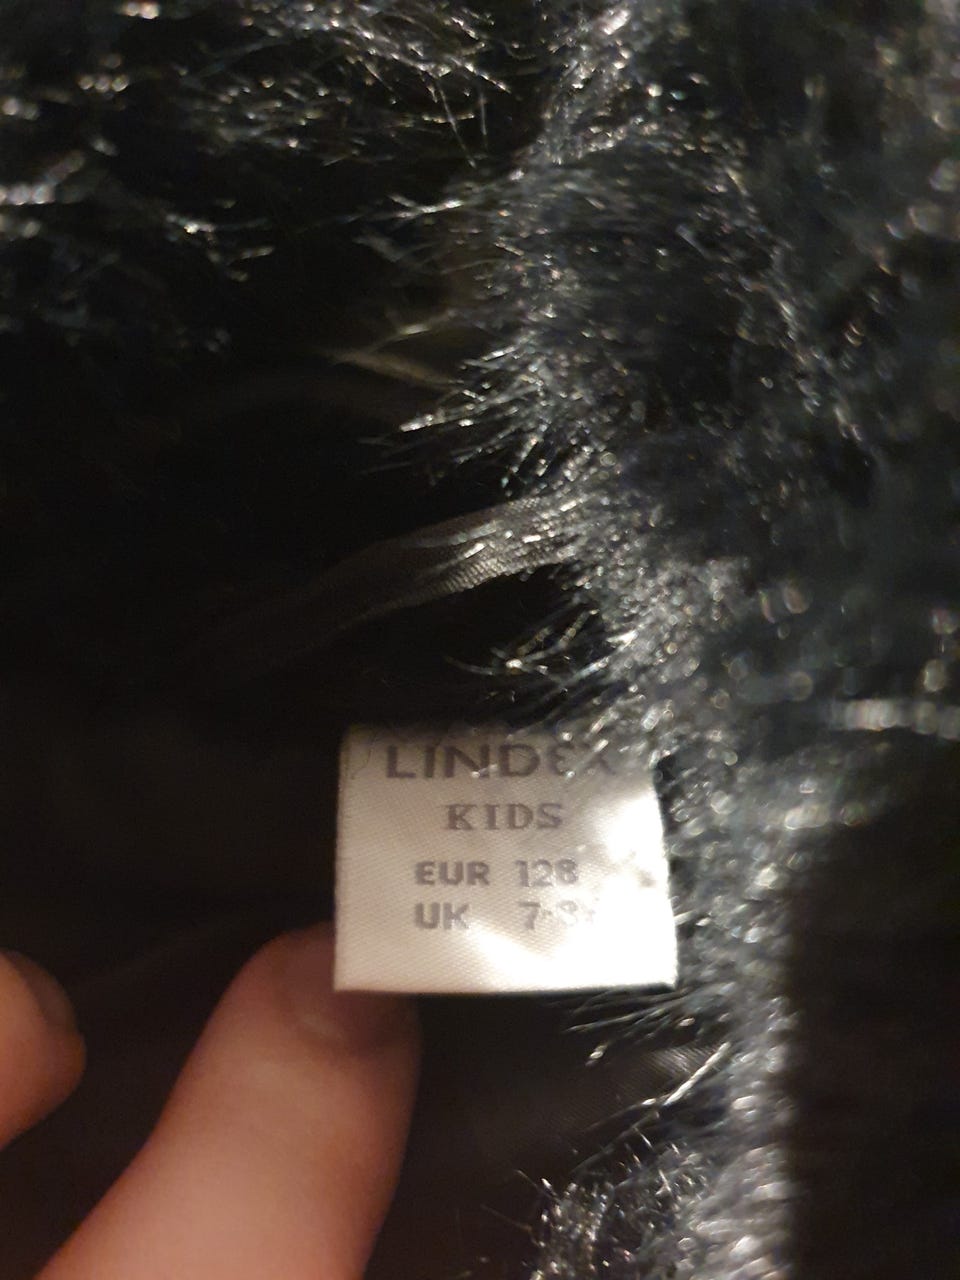 LINDEX
KIDS
EUR 128
UK 7-8